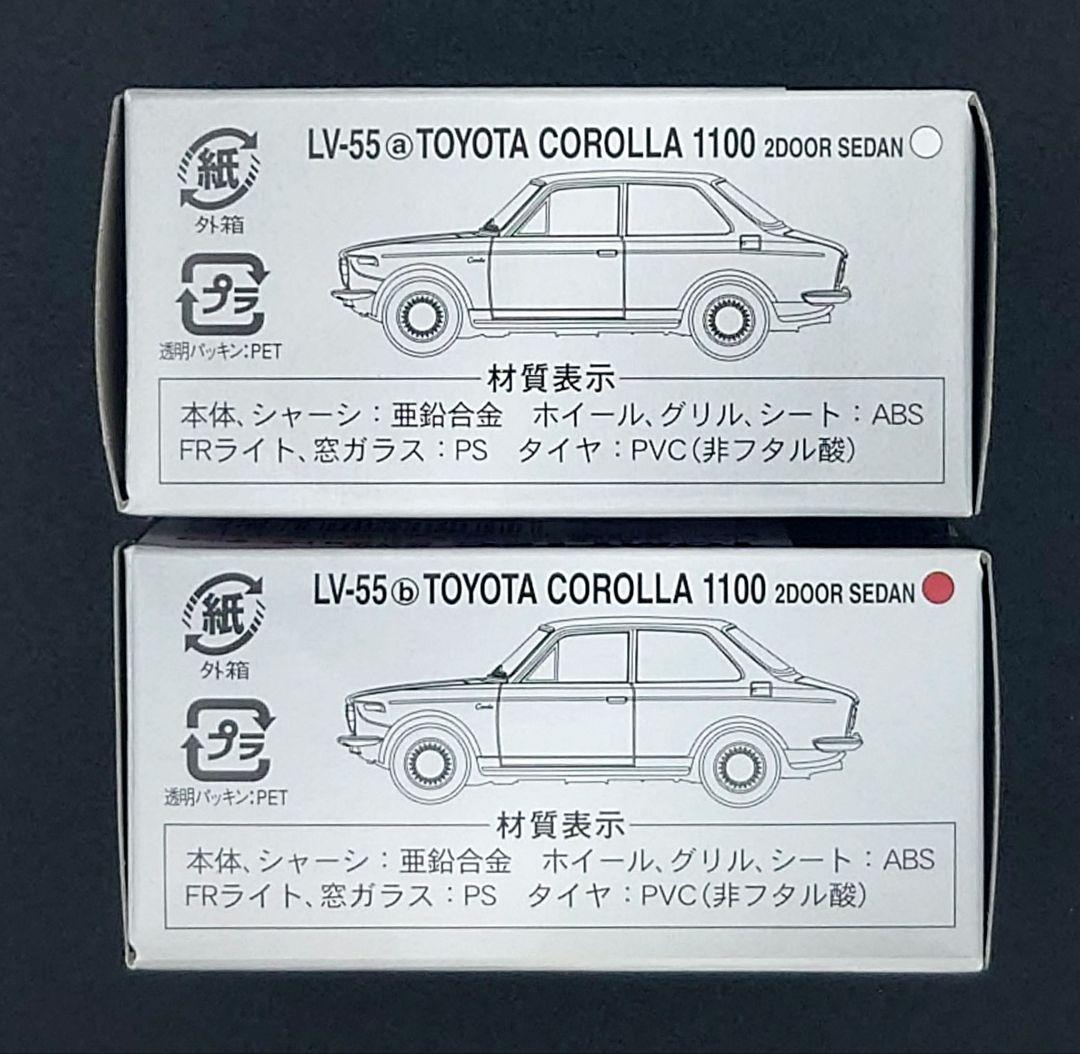 LV-55ⓐTOYOTA COROLLA 1100 2DOOR SEDAN
紙
外箱
プラ
Corolla
透明パッキン:PET
材質表示
本体、シャーシ:亜鉛合金 ホイール、グリル、シート:ABS
FRライト、窓ガラス:PS タイヤ:PVC(非フタル酸)
LV-55ⓑTOYOTA COROLLA 1100 2DOOR SEDAN
紙
外箱
プラ
Corolla
透明パッキン:PET
材質表示
本体、シャーシ:亜鉛合金 ホイール、グリル、シート:ABS
FRライト、窓ガラス:PS タイヤ:PVC(非フタル酸)